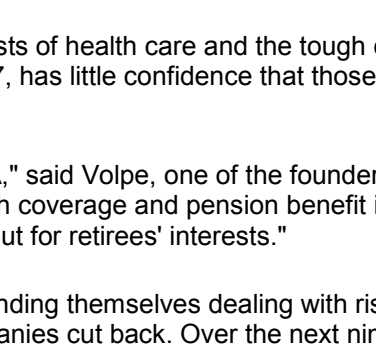 sts of health care and the tough
, has little confidence that those
," said Volpe, one of the founder
n coverage and pension benefit i
ut for retirees' interests."
nding themselves dealing with ris
anies cut back. Over the next nin